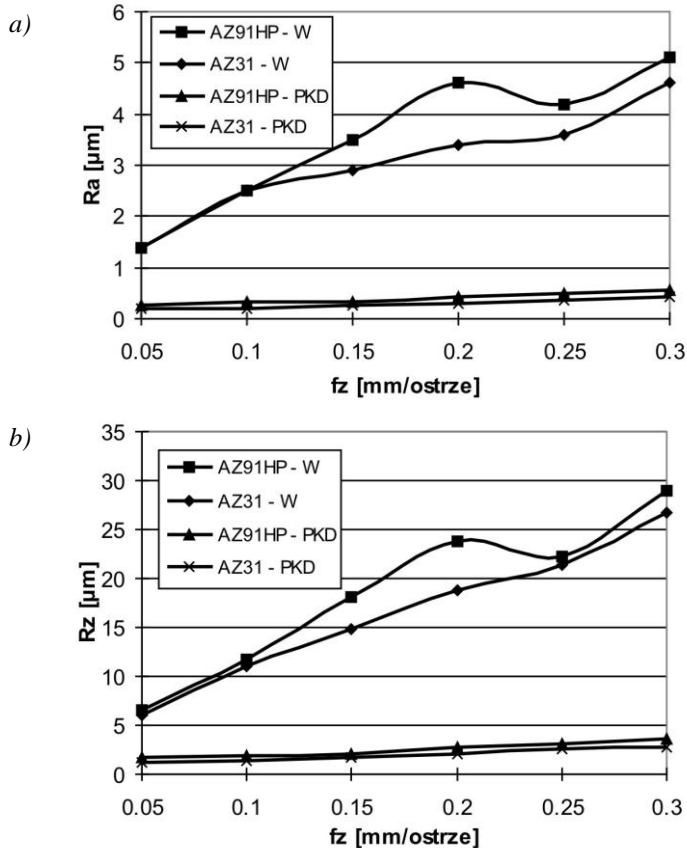 a)
6
5
4
3
2
1
0
Ra [µm]
AZ91HP - W
AZ31 - W
AZ91HP - PKD
AZ31 - PKD
0.05 0.1 0.15 0.2 0.25 0.3
fz [mm/ostrze]
b)
35
30
25
20
15
10
5
0
Rz [µm]
AZ91HP - W
AZ31 - W
AZ91HP - PKD
AZ31 - PKD
0.05 0.1 0.15 0.2 0.25 0.3
fz [mm/ostrze]